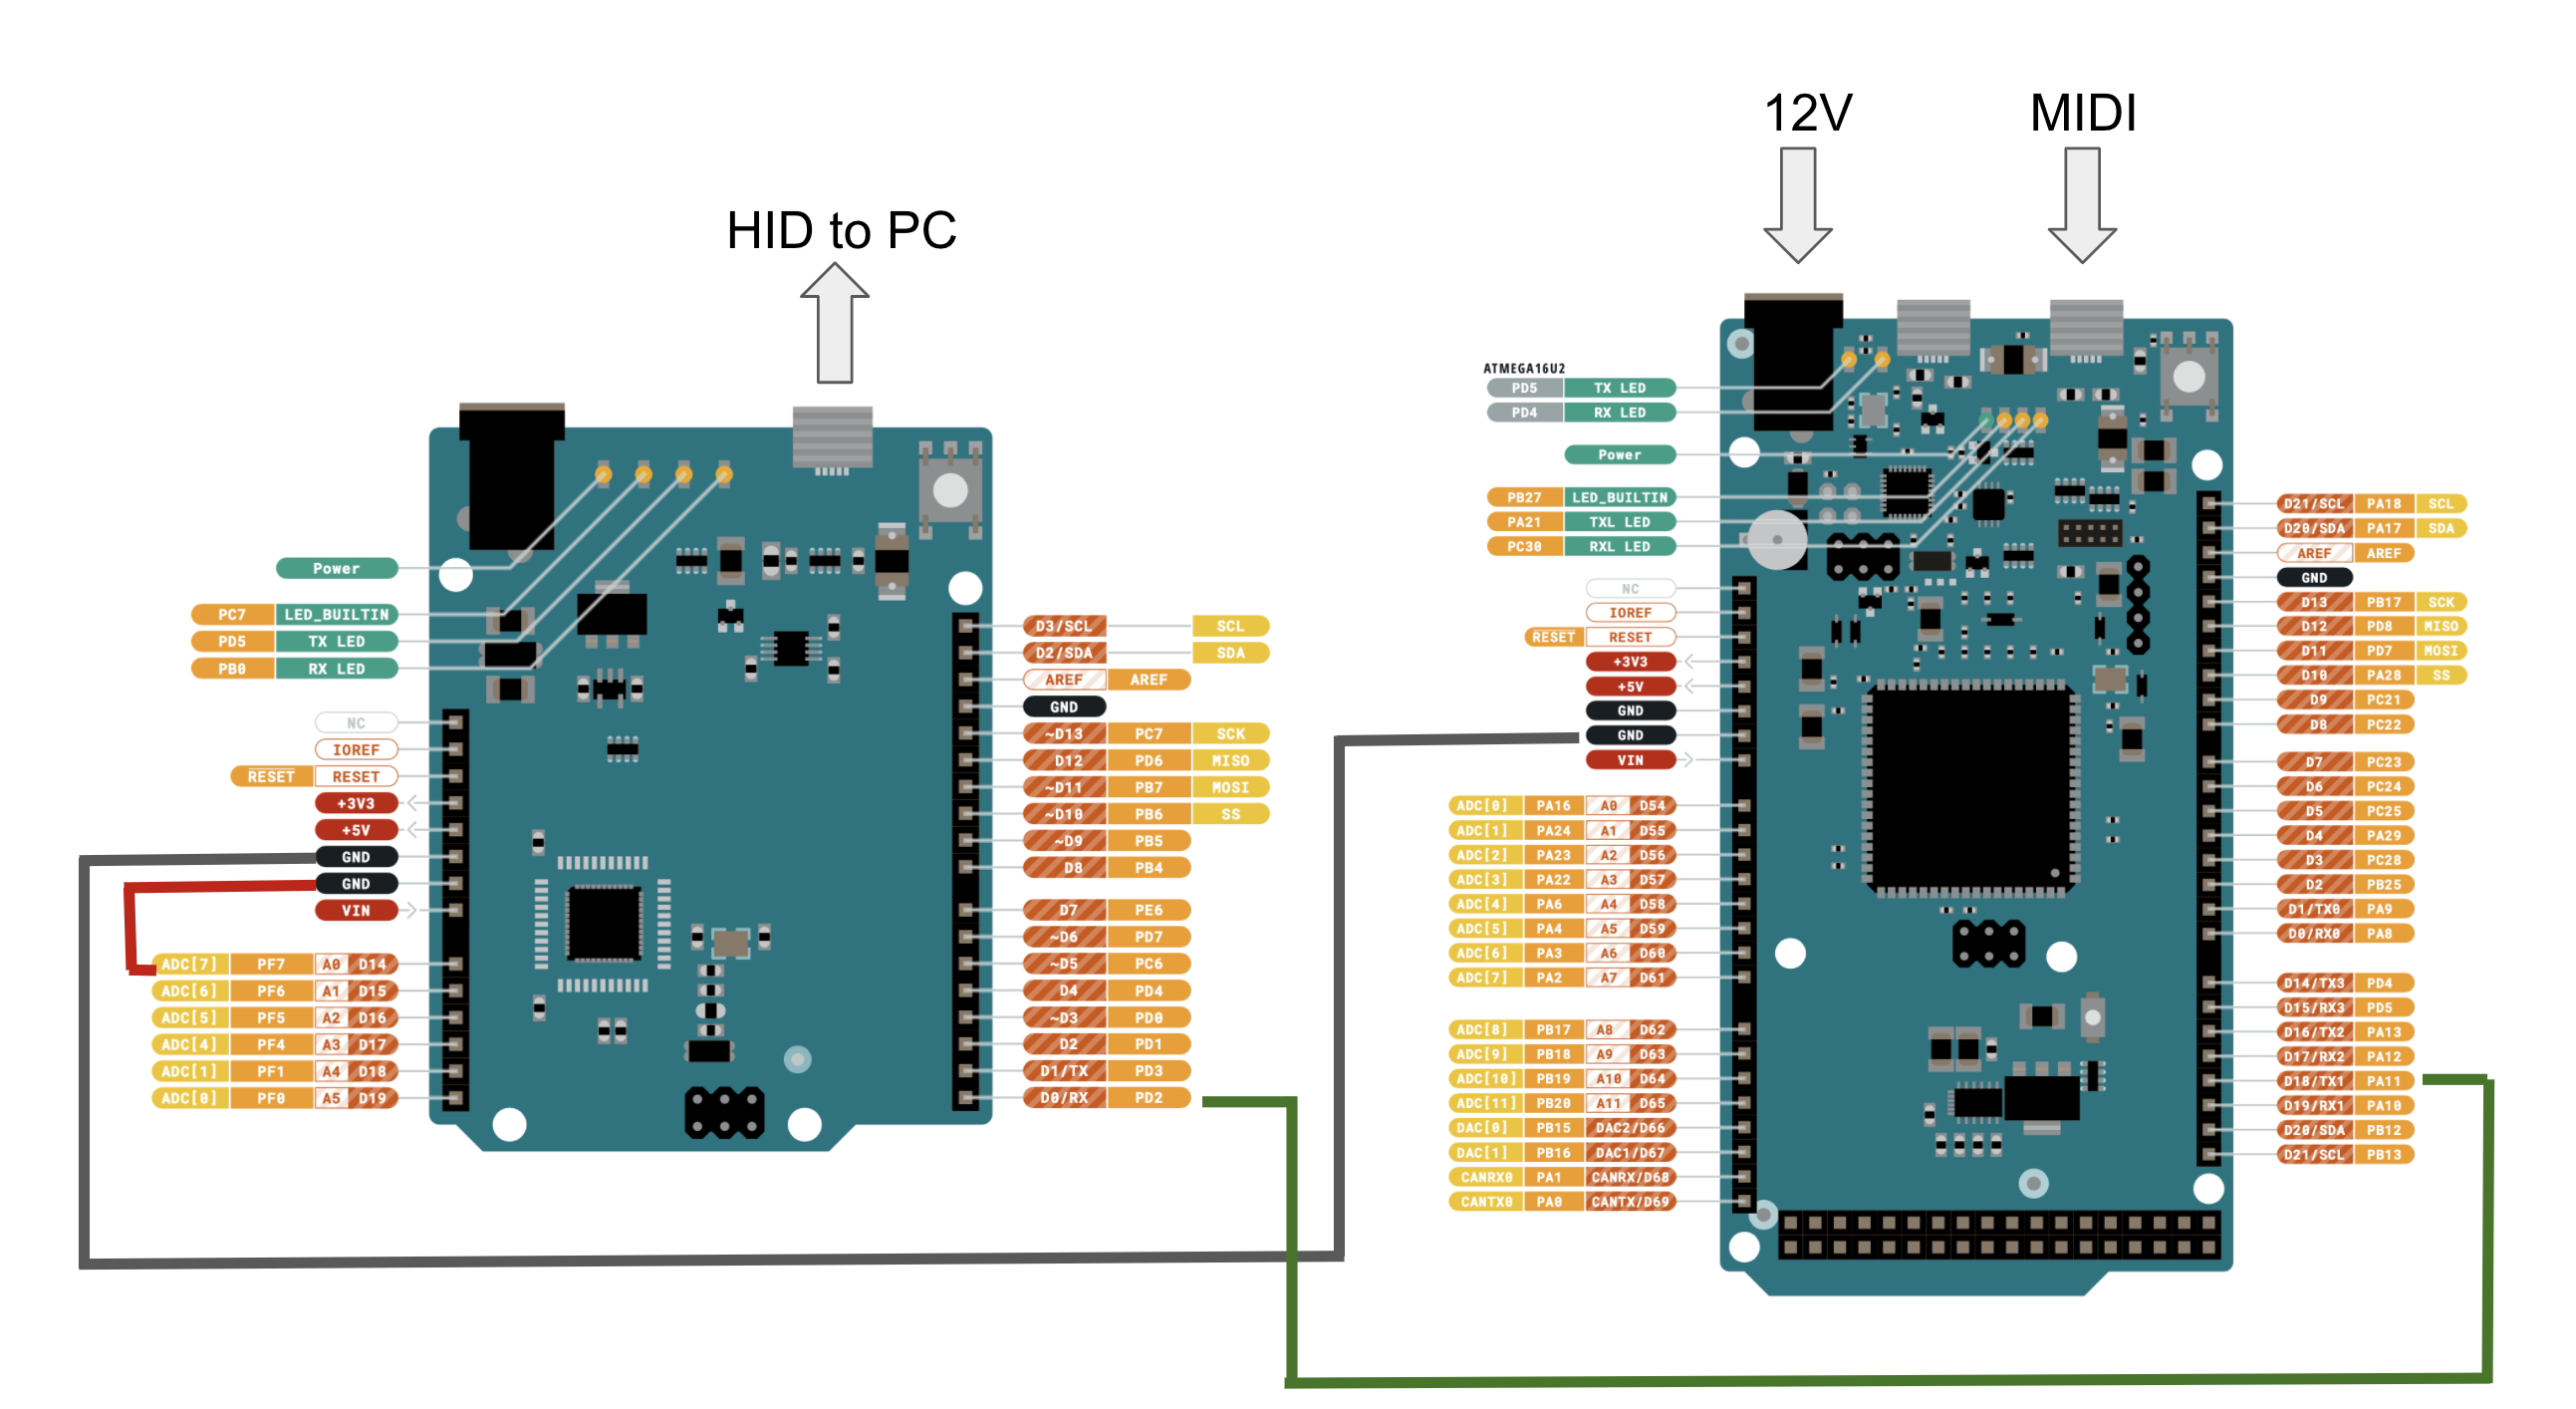 12V MIDI
HID to PC
ATMEGA16U2
PD5 TX LED
PD4 RX LED
Power
PB27 LED_BUILTIN
PA21 TXL LED
PC30 RXL LED
NC
IOREF
RESET RESET
+3V3
+5V
GND
GND
VIN
ADC[0] PA16 A0 D54
ADC[1] PA24 A1 D55
ADC[2] PA23 A2 D56
ADC[3] PA22 A3 D57
ADC[4] PA6 A4 D58
ADC[5] PA4 A5 D59
ADC[6] PA3 A6 D60
ADC[7] PA2 A7 D61
ADC[8] PB17 A8 D62
ADC[9] PB18 A9 D63
ADC[10] PB19 A10 D64
ADC[11] PB20 A11 D65
DAC[0] PB15 DAC2/D66
DAC[1] PB16 DAC1/D67
CANRX0 PA1 CANRX/D68
CANTX0 PA0 CANTX/D69
D21/SCL PA18 SCL
D20/SDA PA17 SDA
AREF AREF
GND
D13 PB17 SCK
D12 PD8 MISO
D11 PD7 MOSI
D10 PA28 SS
D9 PC21
D8 PC22
D7 PC23
D6 PC24
D5 PC25
D4 PA29
D3 PC28
D2 PB25
D1/TX0 PA9
D0/RX0 PA8
D14/TX3 PD4
D15/RX3 PD5
D16/TX2 PA13
D17/RX2 PA12
D18/TX1 PA11
D19/RX1 PA10
D20/SDA PB12
D21/SCL PB13
Power
PC7 LED_BUILTIN
PD5 TX LED
PB0 RX LED
NC
IOREF
RESET RESET
+3V3
+5V
GND
GND
VIN
ADC[7] PF7 A0 D14
ADC[6] PF6 A1 D15
ADC[5] PF5 A2 D16
ADC[4] PF4 A3 D17
ADC[1] PF1 A4 D18
ADC[0] PF0 A5 D19
D3/SCL SCL
D2/SDA SDA
AREF AREF
GND
~D13 PC7 SCK
D12 PD6 MISO
~D11 PB7 MOSI
~D10 PB6 SS
~D9 PB5
D8 PB4
D7 PE6
~D6 PD7
~D5 PC6
D4 PD4
~D3 PD0
D2 PD1
D1/TX PD3
D0/RX PD2